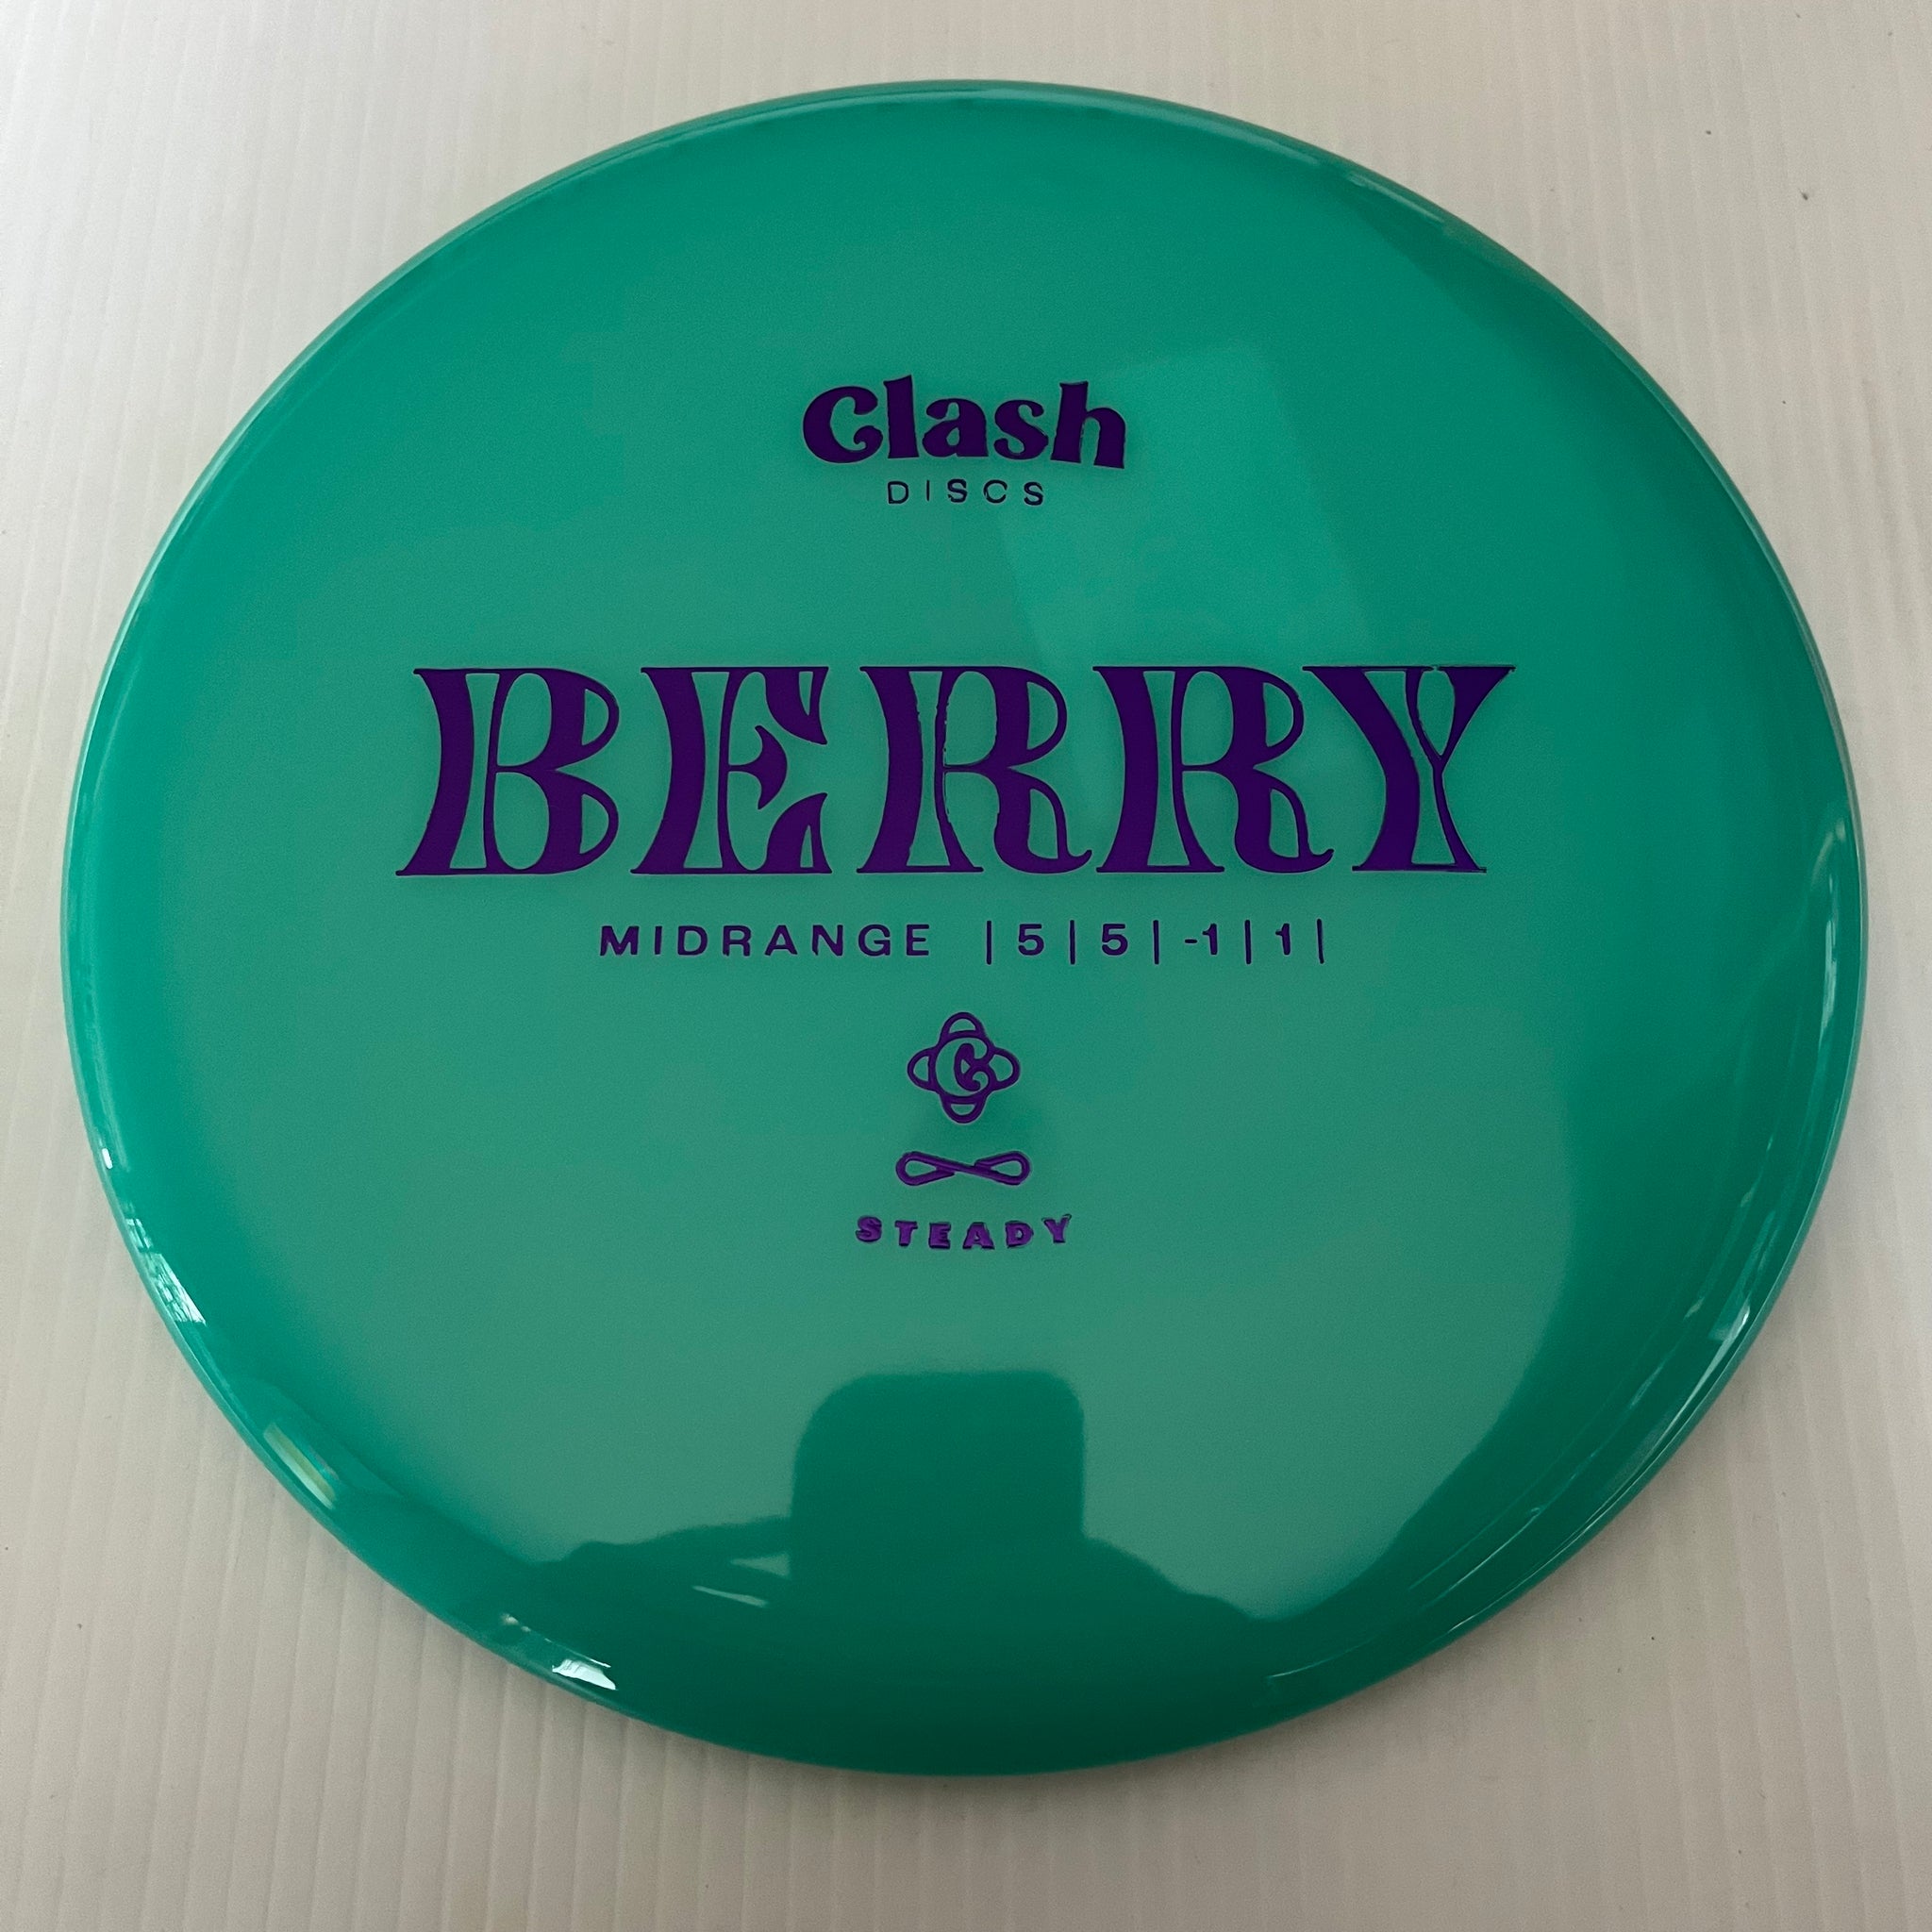 Clash
DISCS
BERRY
MIDRANGE |5|5|-1|1|
C
STEADY